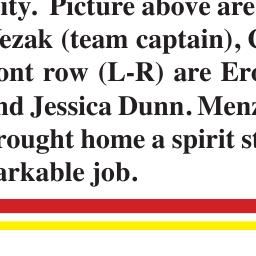 ity. Picture above are
ezak (team captain),
ont row (L-R) are Erc
nd Jessica Dunn. Menz
rought home a spirit st
arkable job.